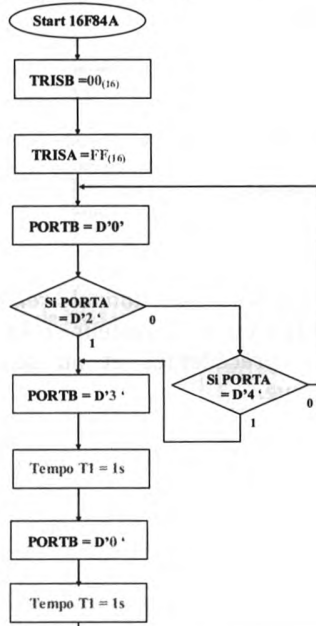 Start 16F84A
TRISB =00(16)
TRISA =FF(16)
PORTB = D'0'
Si PORTA
= D'2 '
0
1
Si PORTA
= D'4 '
0
1
PORTB = D'3 '
Tempo T1 = 1s
PORTB = D'0 '
Tempo T1 = 1s